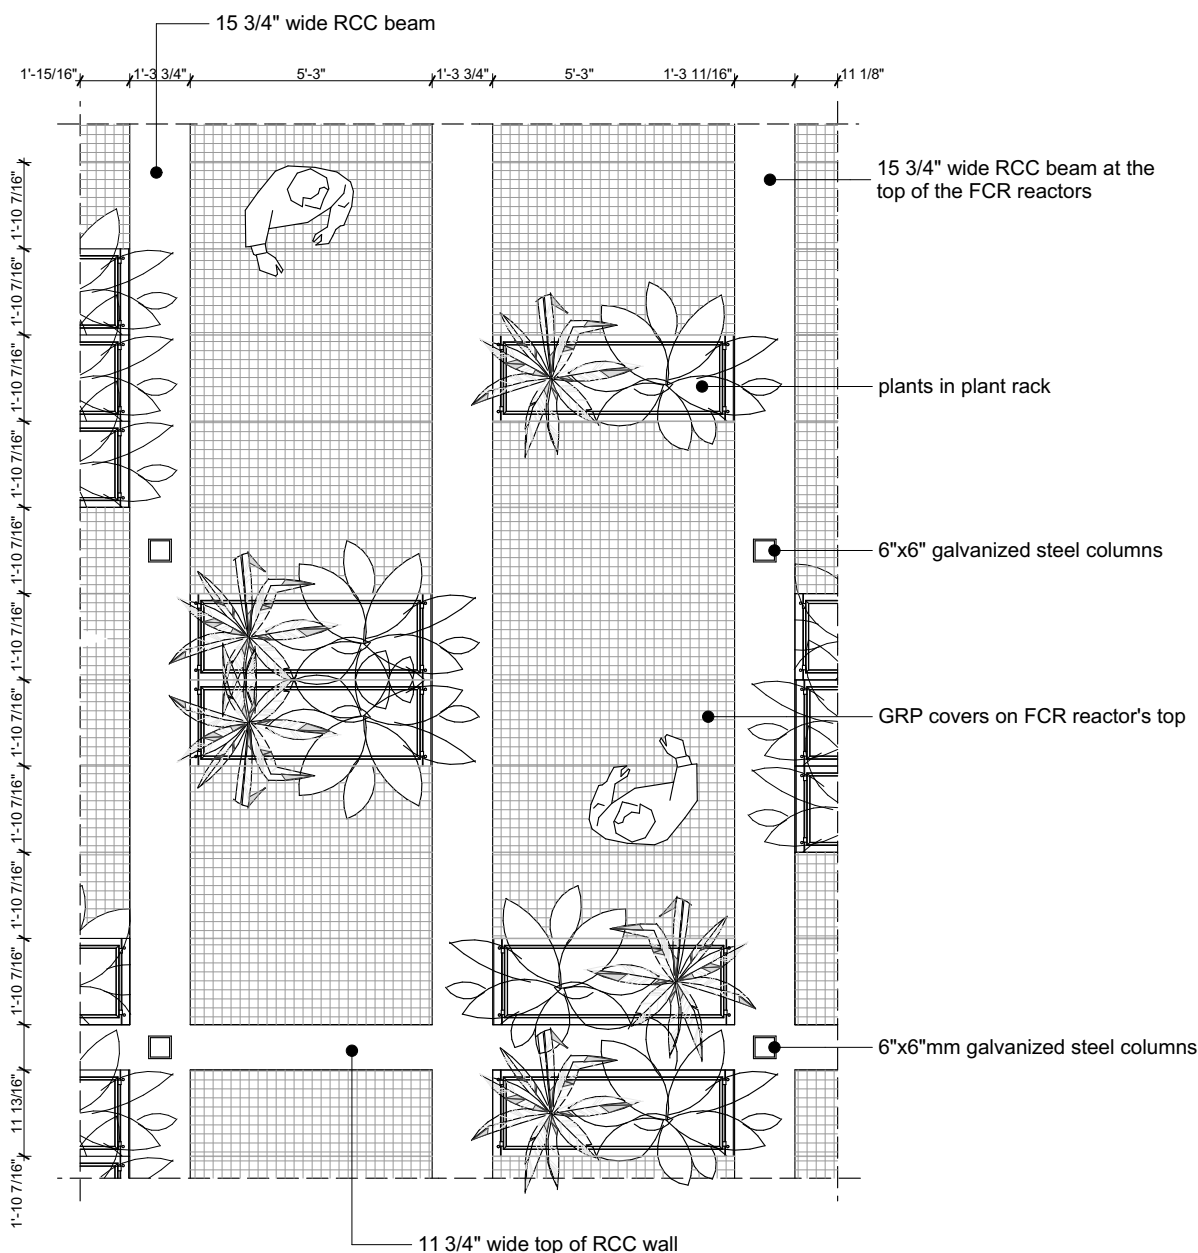 15 3/4" wide RCC beam
1'-15/16" 1'-3 3/4" 5'-3" 1'-3 3/4" 5'-3" 1'-3 11/16" 11 1/8"
15 3/4" wide RCC beam at the
top of the FCR reactors
plants in plant rack
6"x6" galvanized steel columns
GRP covers on FCR reactor's top
6"x6"mm galvanized steel columns
11 3/4" wide top of RCC wall
1'-10 7/16"
1'-10 7/16"
1'-10 7/16"
1'-10 7/16"
1'-10 7/16"
1'-10 7/16"
1'-10 7/16"
1'-10 7/16"
1'-10 7/16"
1'-10 7/16"
11 13/16"
1'-10 7/16"